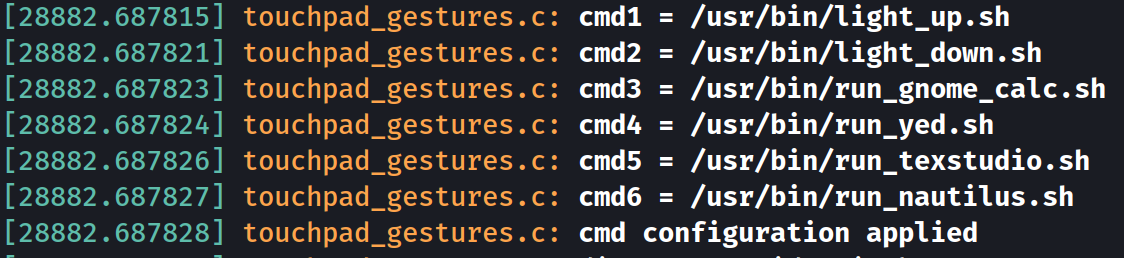 [28882.687815] touchpad_gestures.c: cmd1 = /usr/bin/light_up.sh
[28882.687821] touchpad_gestures.c: cmd2 = /usr/bin/light_down.sh
[28882.687823] touchpad_gestures.c: cmd3 = /usr/bin/run_gnome_calc.sh
[28882.687824] touchpad_gestures.c: cmd4 = /usr/bin/run_yed.sh
[28882.687826] touchpad_gestures.c: cmd5 = /usr/bin/run_texstudio.sh
[28882.687827] touchpad_gestures.c: cmd6 = /usr/bin/run_nautilus.sh
[28882.687828] touchpad_gestures.c: cmd configuration applied